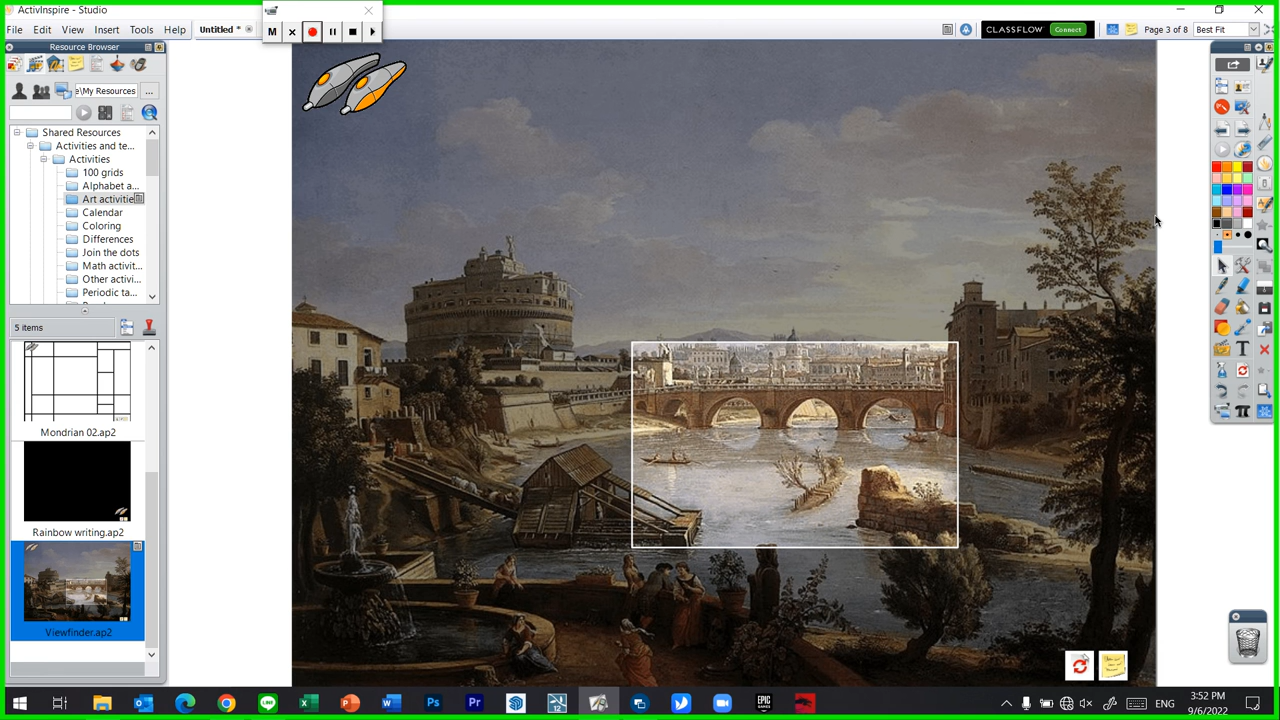 ActivInspire - Studio
File Edit View Insert Tools Help Untitled *
M
CLASSFLOW Connect
Page 3 of 8 Best Fit
Resource Browser
e\My Resources ...
Shared Resources
Activities and te...
Activities
100 grids
Alphabet a...
Art activitie
Calendar
Coloring
Differences
Join the dots
Math activit...
Other activi...
Periodic ta...
5 items
Mondrian 02.ap2
Rainbow writing.ap2
Viewfinder.ap2
ENG
3:52 PM
9/6/2022